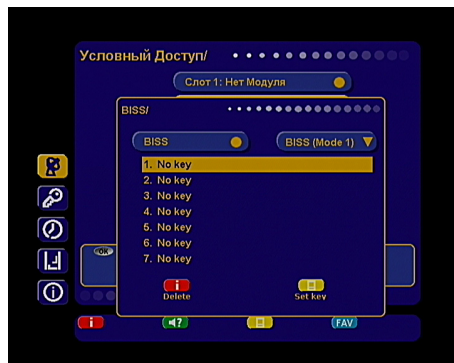 Условный Доступ/
Слот 1: Нет Модуля
BISS/
BISS
BISS (Mode 1)
1. No key
2. No key
3. No key
4. No key
5. No key
6. No key
7. No key
OK
Delete
Set key
FAV